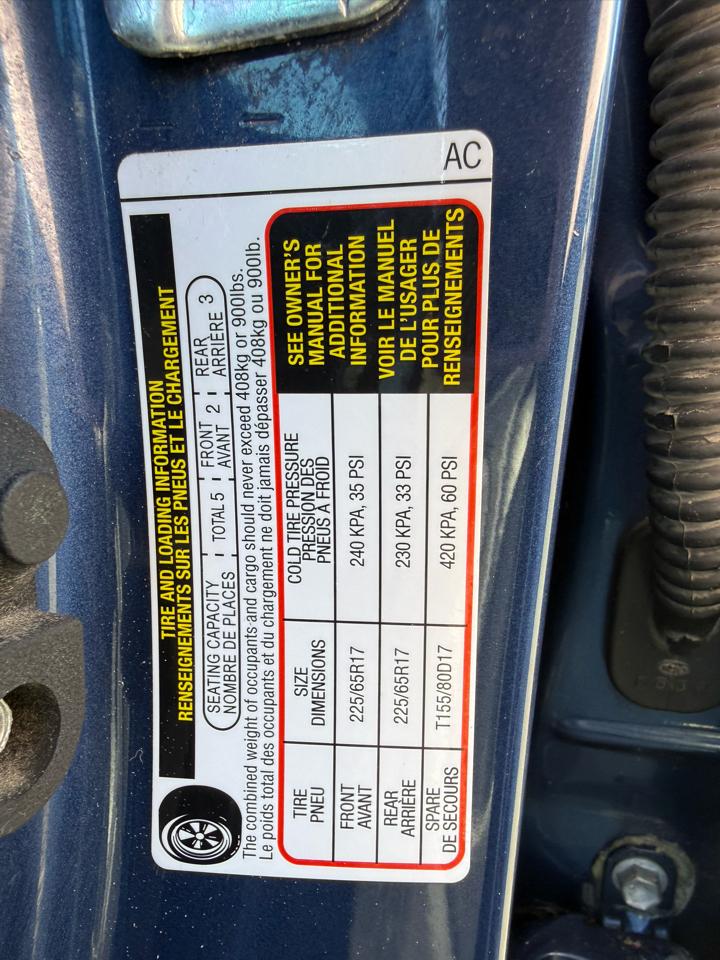 AC
TIRE AND LOADING INFORMATION
RENSEIGNEMENTS SUR LES PNEUS ET LE CHARGEMENT
SEATING CAPACITY TOTAL 5 FRONT 2 REAR 3
NOMBRE DE PLACES AVANT ARRIÈRE
The combined weight of occupants and cargo should never exceed 408kg or 900lbs.
Le poids total des occupants et du chargement ne doit jamais dépasser 408kg ou 900lb.
TIRE SIZE COLD TIRE PRESSURE
PNEU DIMENSIONS PRESSION DES
PNEUS À FROID
FRONT 225/65R17 240 KPA, 35 PSI
AVANT
REAR 225/65R17 230 KPA, 33 PSI
ARRIÈRE
SPARE T155/80D17 420 KPA, 60 PSI
DE SECOURS
SEE OWNER'S
MANUAL FOR
ADDITIONAL
INFORMATION
VOIR LE MANUEL
DE L'USAGER
POUR PLUS DE
RENSEIGNEMENTS